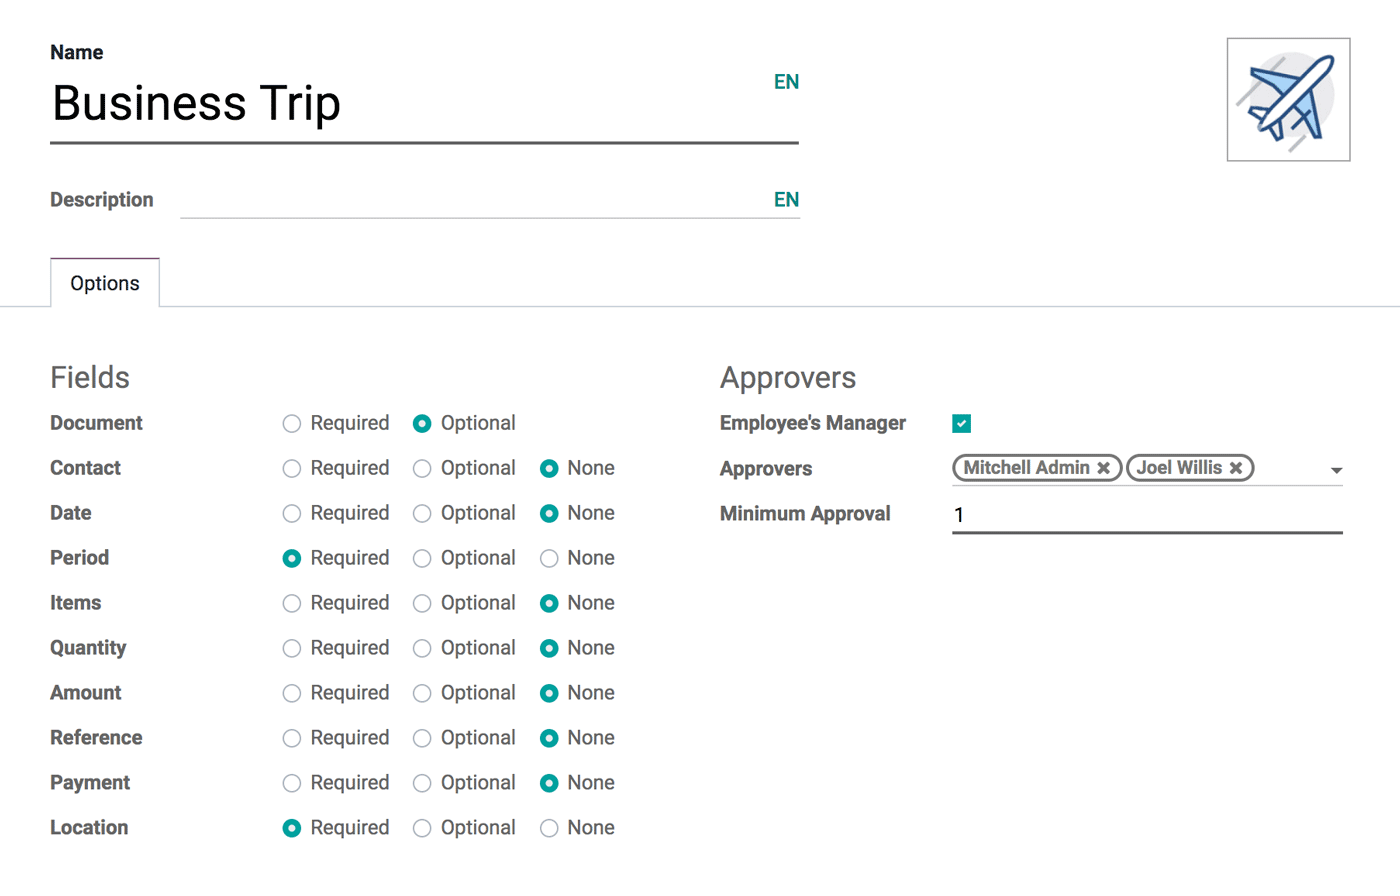 Name
Business Trip EN
Description EN
Options
Fields
Document Required Optional
Contact Required Optional None
Date Required Optional None
Period Required Optional None
Items Required Optional None
Quantity Required Optional None
Amount Required Optional None
Reference Required Optional None
Payment Required Optional None
Location Required Optional None
Approvers
Employee's Manager
Approvers Mitchell Admin Joel Willis
Minimum Approval 1